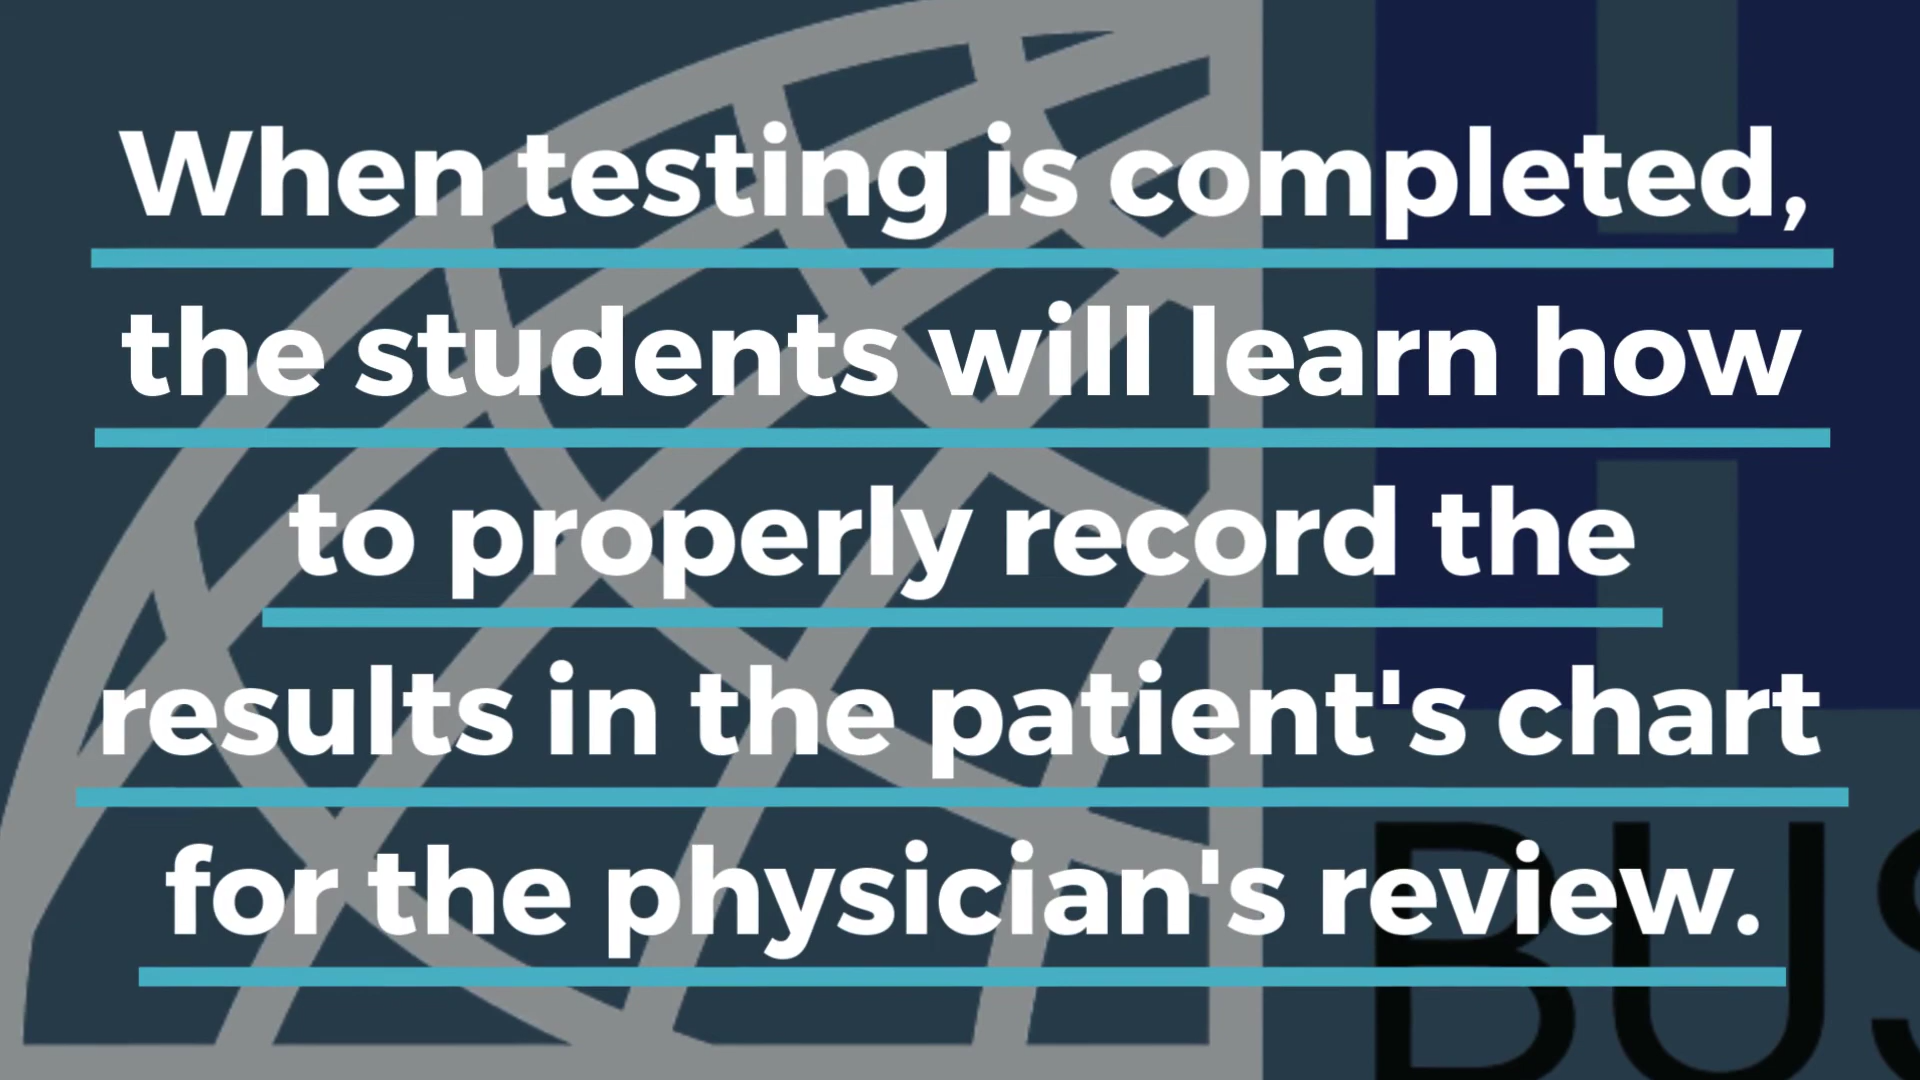 When testing is completed,
the students will learn how
to properly record the
results in the patient's chart
for the physician's review.
BUS